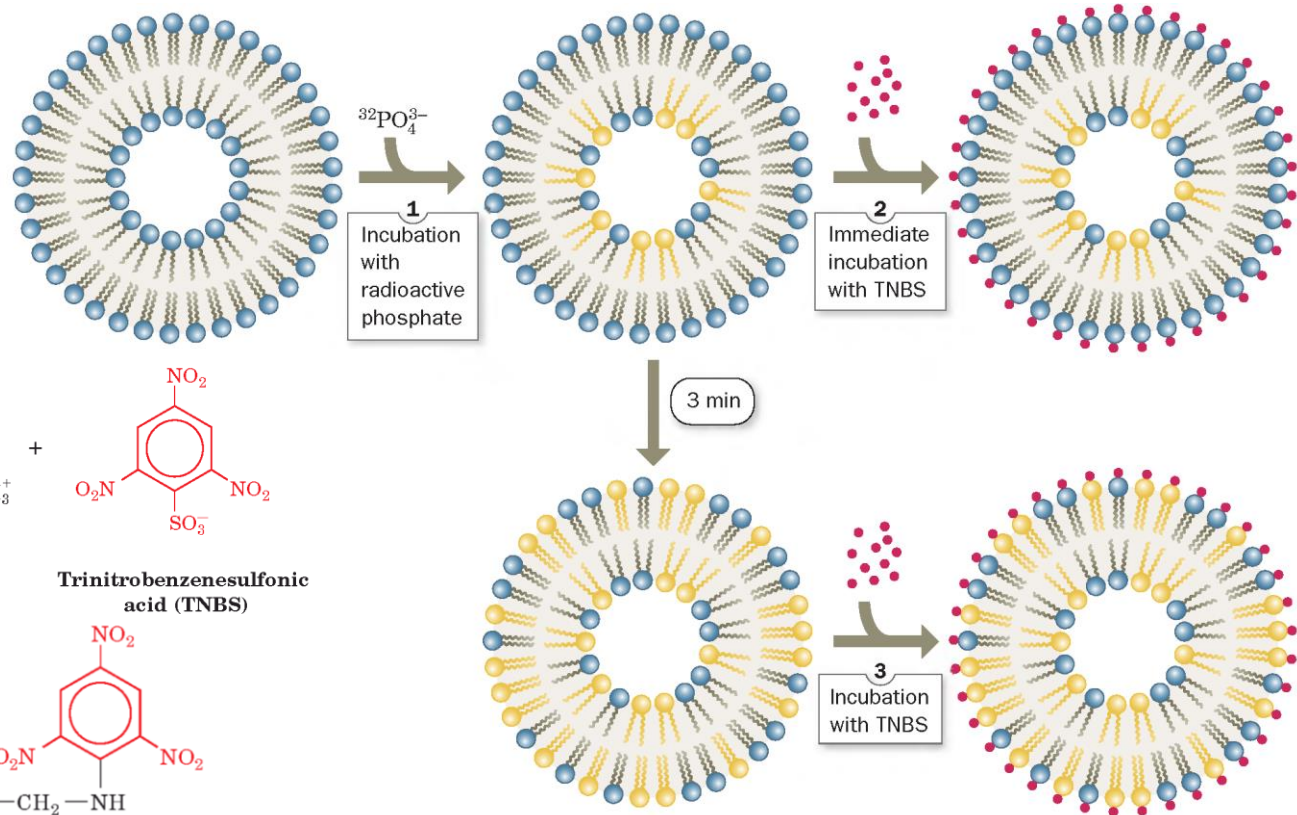 ³²PO₄³⁻
1
Incubation
with
radioactive
phosphate
2
Immediate
incubation
with TNBS
3 min
NO₂
+
O₂N
NO₂
SO₃⁻
Trinitrobenzenesulfonic
acid (TNBS)
NO₂
NO₂
—CH₂—NH
3
Incubation
with TNBS